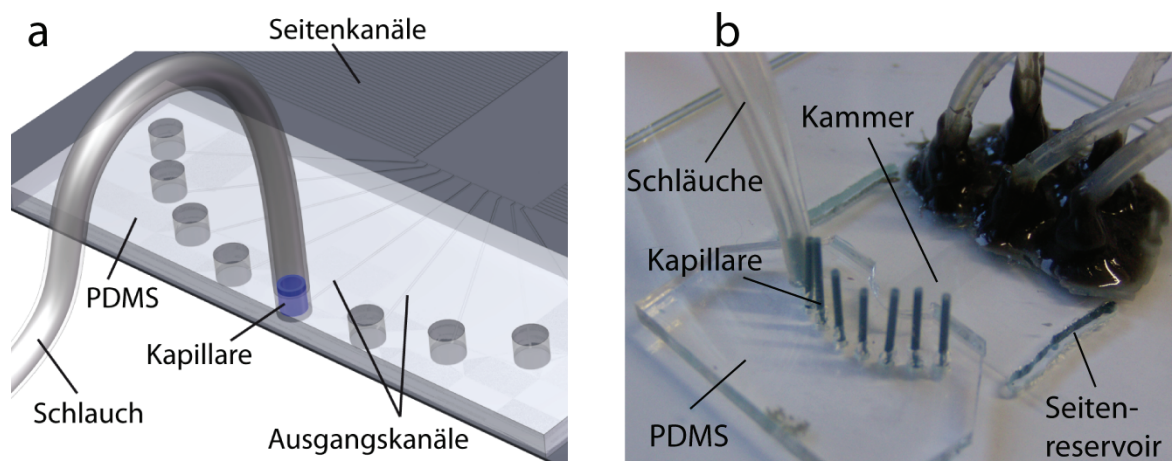 a
Seitenkanäle
PDMS
Kapillare
Schlauch
Ausgangskanäle
b
Kammer
Schläuche
Kapillare
PDMS
Seiten-
reservoir